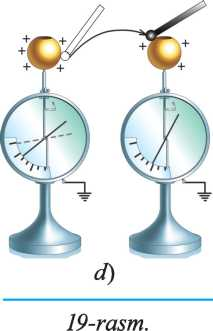 + + + + + + + +
d)
19-rasm.